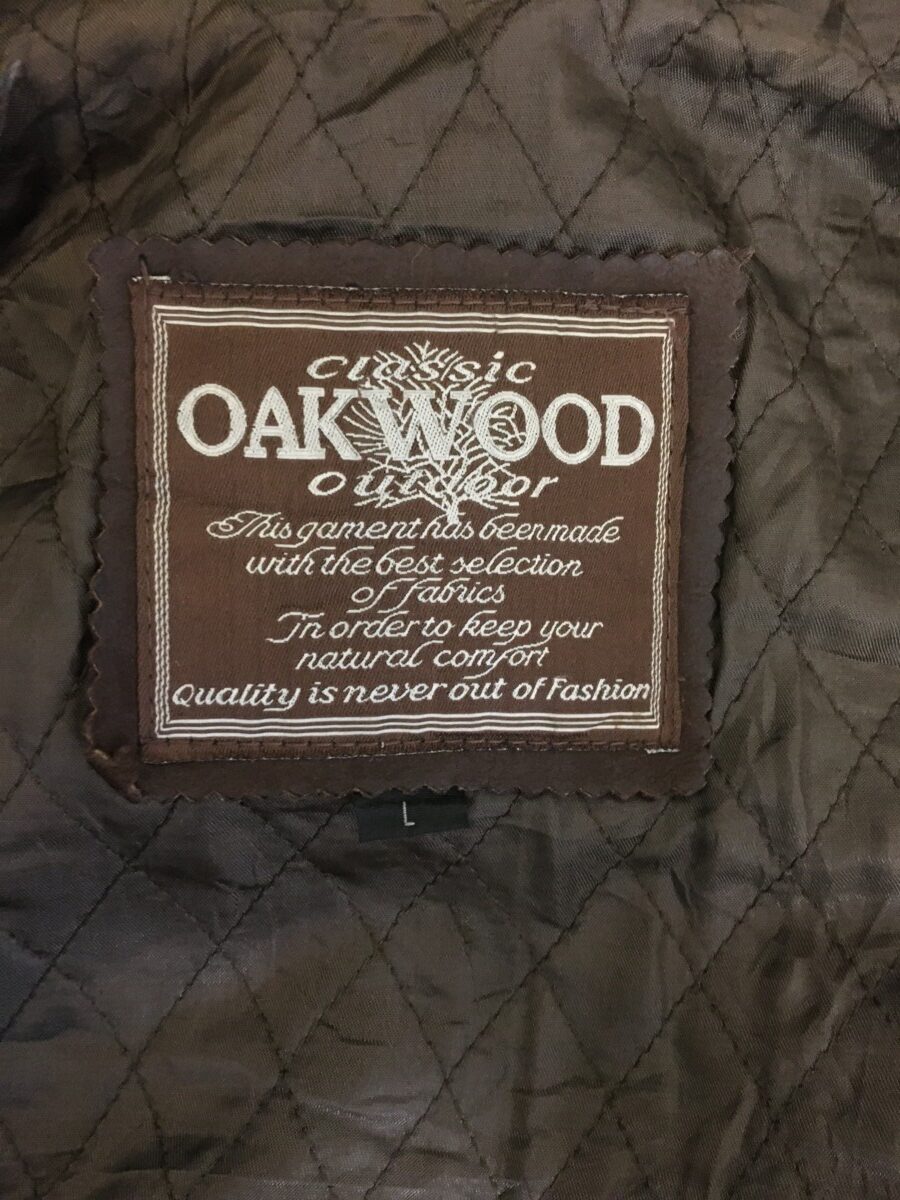 Classic
OAKWOOD
Outdoor
This gament has beenmade
with the best selection
of fabrics
In order to keep your
natural comfort
Quality is never out of Fashion
L